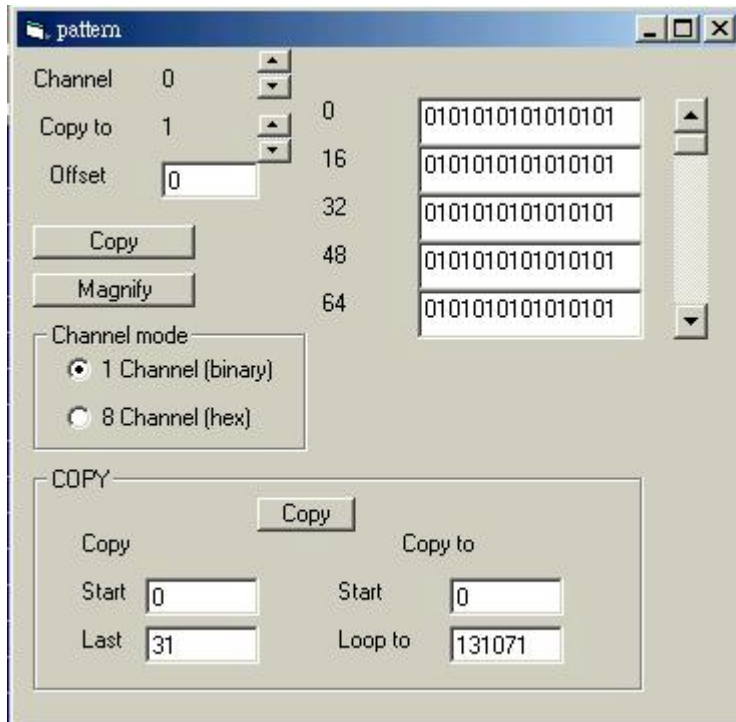 pattern
Channel 0
Copy to 1
Offset 0
Copy
Magnify
0 0101010101010101
16 0101010101010101
32 0101010101010101
48 0101010101010101
64 0101010101010101
Channel mode
1 Channel (binary)
8 Channel (hex)
COPY
Copy
Copy Copy to
Start 0 Start 0
Last 31 Loop to 131071